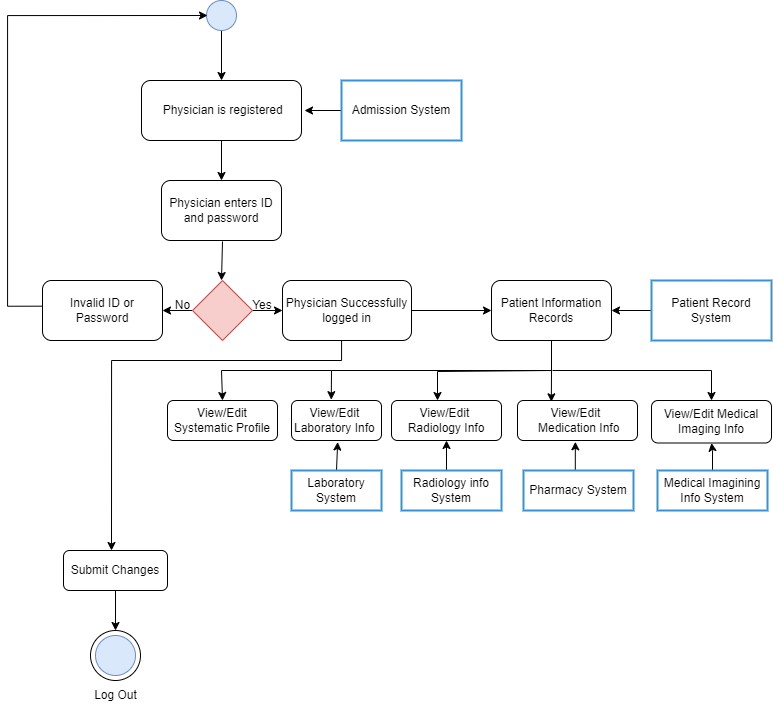 Physician is registered
Admission System
Physician enters ID
and password
No
Yes
Invalid ID or
Password
Physician Successfully
logged in
Patient Information
Records
Patient Record
System
View/Edit
Systematic Profile
View/Edit
Laboratory Info
View/Edit
Radiology Info
View/Edit
Medication Info
View/Edit Medical
Imaging Info
Laboratory
System
Radiology info
System
Pharmacy System
Medical Imagining
Info System
Submit Changes
Log Out